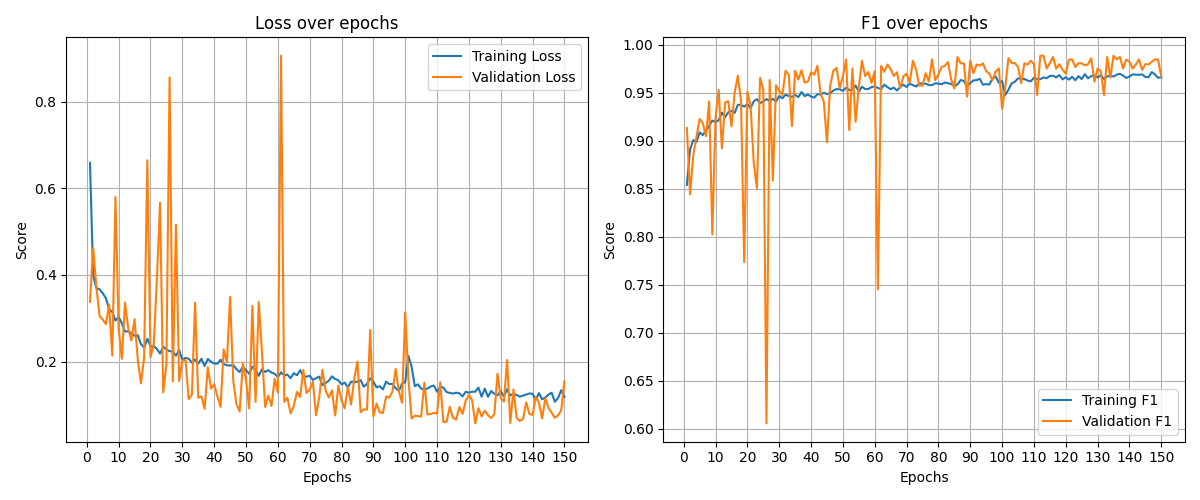 Loss over epochs
Training Loss
Validation Loss
Score
0.8
0.6
0.4
0.2
0 10 20 30 40 50 60 70 80 90 100 110 120 130 140 150
Epochs
F1 over epochs
Score
1.00
0.95
0.90
0.85
0.80
0.75
0.70
0.65
0.60
Training F1
Validation F1
0 10 20 30 40 50 60 70 80 90 100 110 120 130 140 150
Epochs